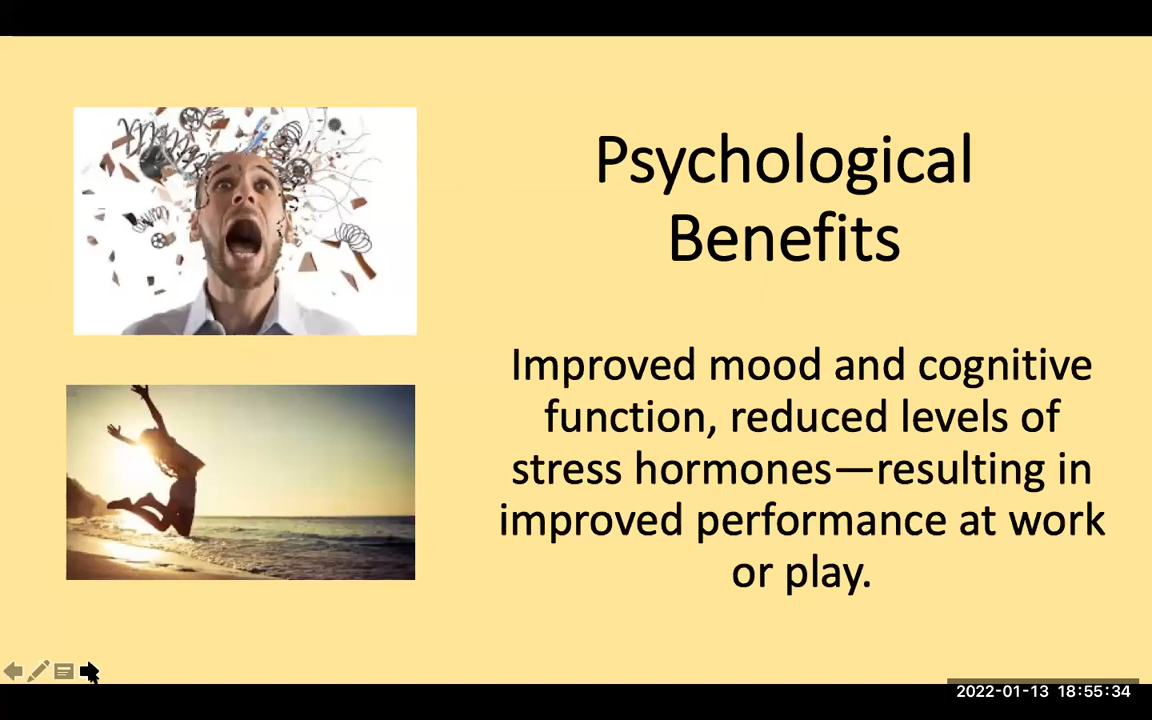 Psychological
Benefits
Improved mood and cognitive
function, reduced levels of
stress hormones—resulting in
improved performance at work
or play.
2022-01-13 18:55:34